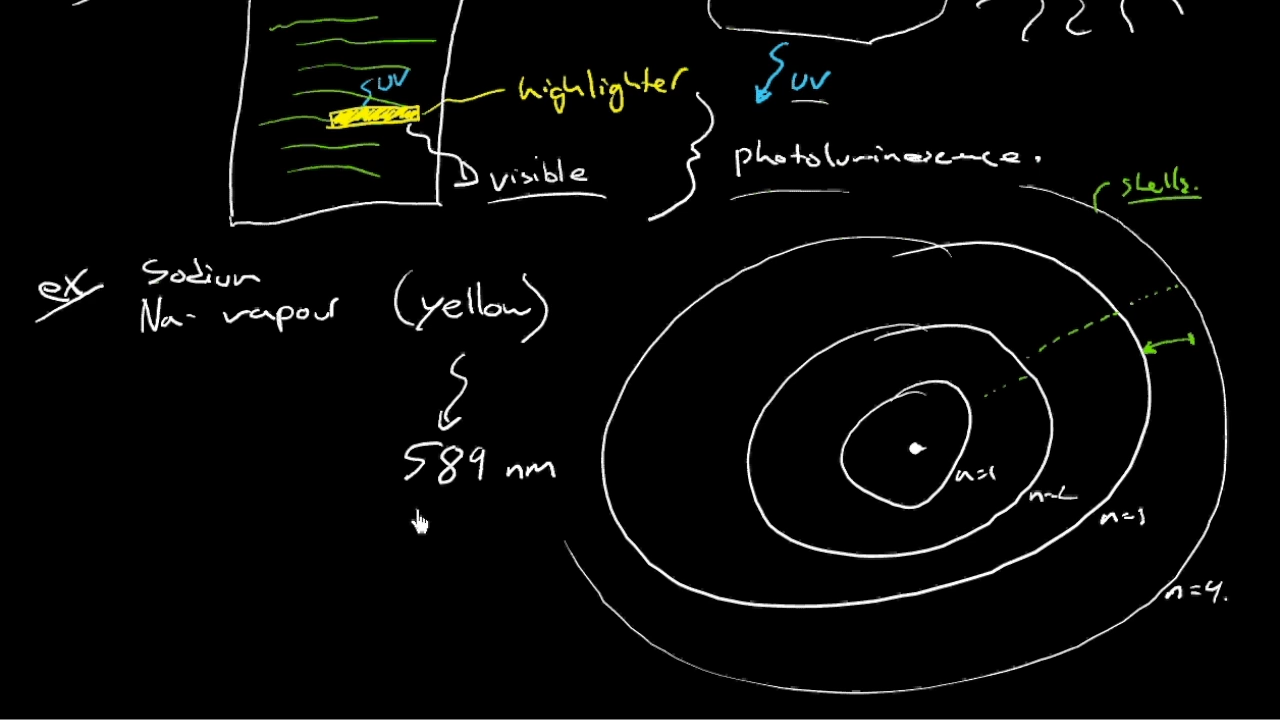 UV
highlighter
UV
visible
photoluminescence.
shells.
ex
Sodium
Na- vapour (yellow)
589 nm
n=1
n=2
n=3
n=4.